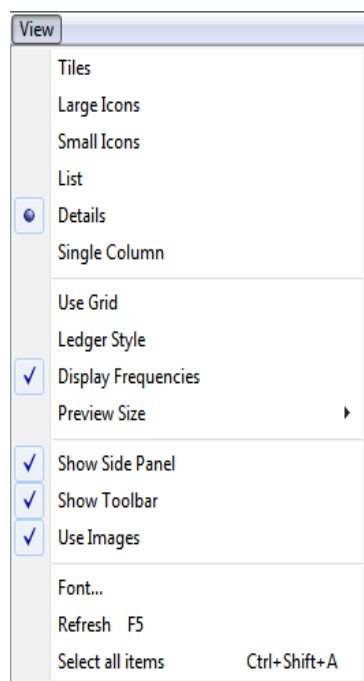 View
Tiles
Large Icons
Small Icons
List
Details
Single Column
Use Grid
Ledger Style
Display Frequencies
Preview Size
Show Side Panel
Show Toolbar
Use Images
Font...
Refresh F5
Select all items Ctrl+Shift+A